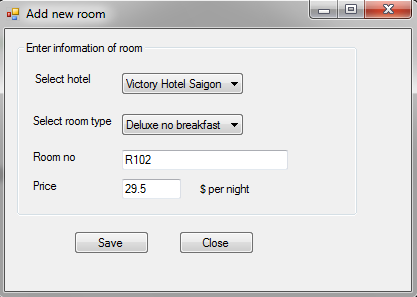 Add new room
Enter information of room
Select hotel Victory Hotel Saigon
Select room type Deluxe no breakfast
Room no R102
Price 29.5 $ per night
Save Close